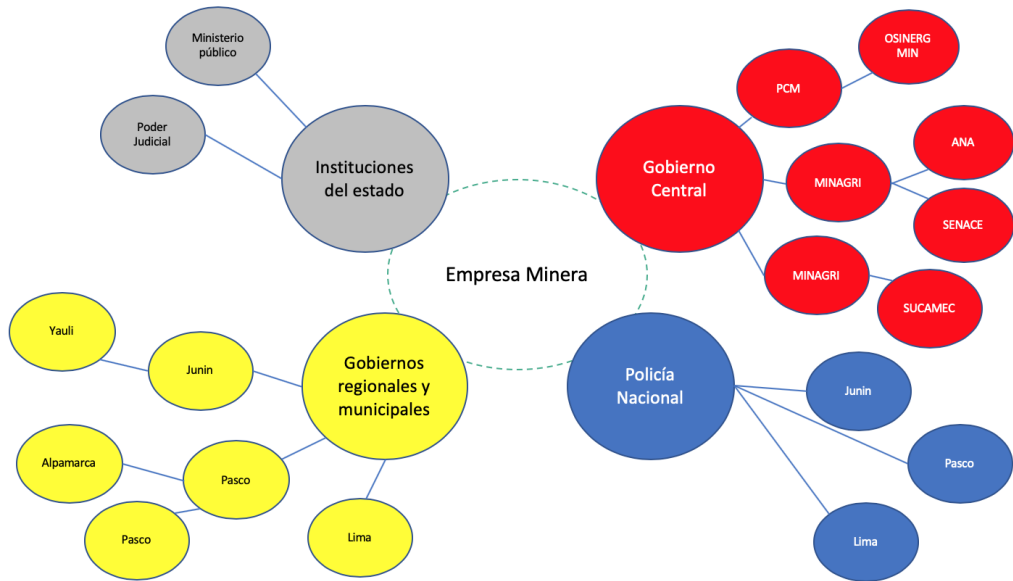 Ministerio
público
Poder
Judicial
Instituciones
del estado
OSINERG
MIN
PCM
Gobierno
Central
ANA
MINAGRI
SENACE
MINAGRI
SUCAMEC
Empresa Minera
Yauli
Junin
Gobiernos
regionales y
municipales
Alpamarca
Pasco
Pasco
Lima
Policía
Nacional
Junin
Pasco
Lima